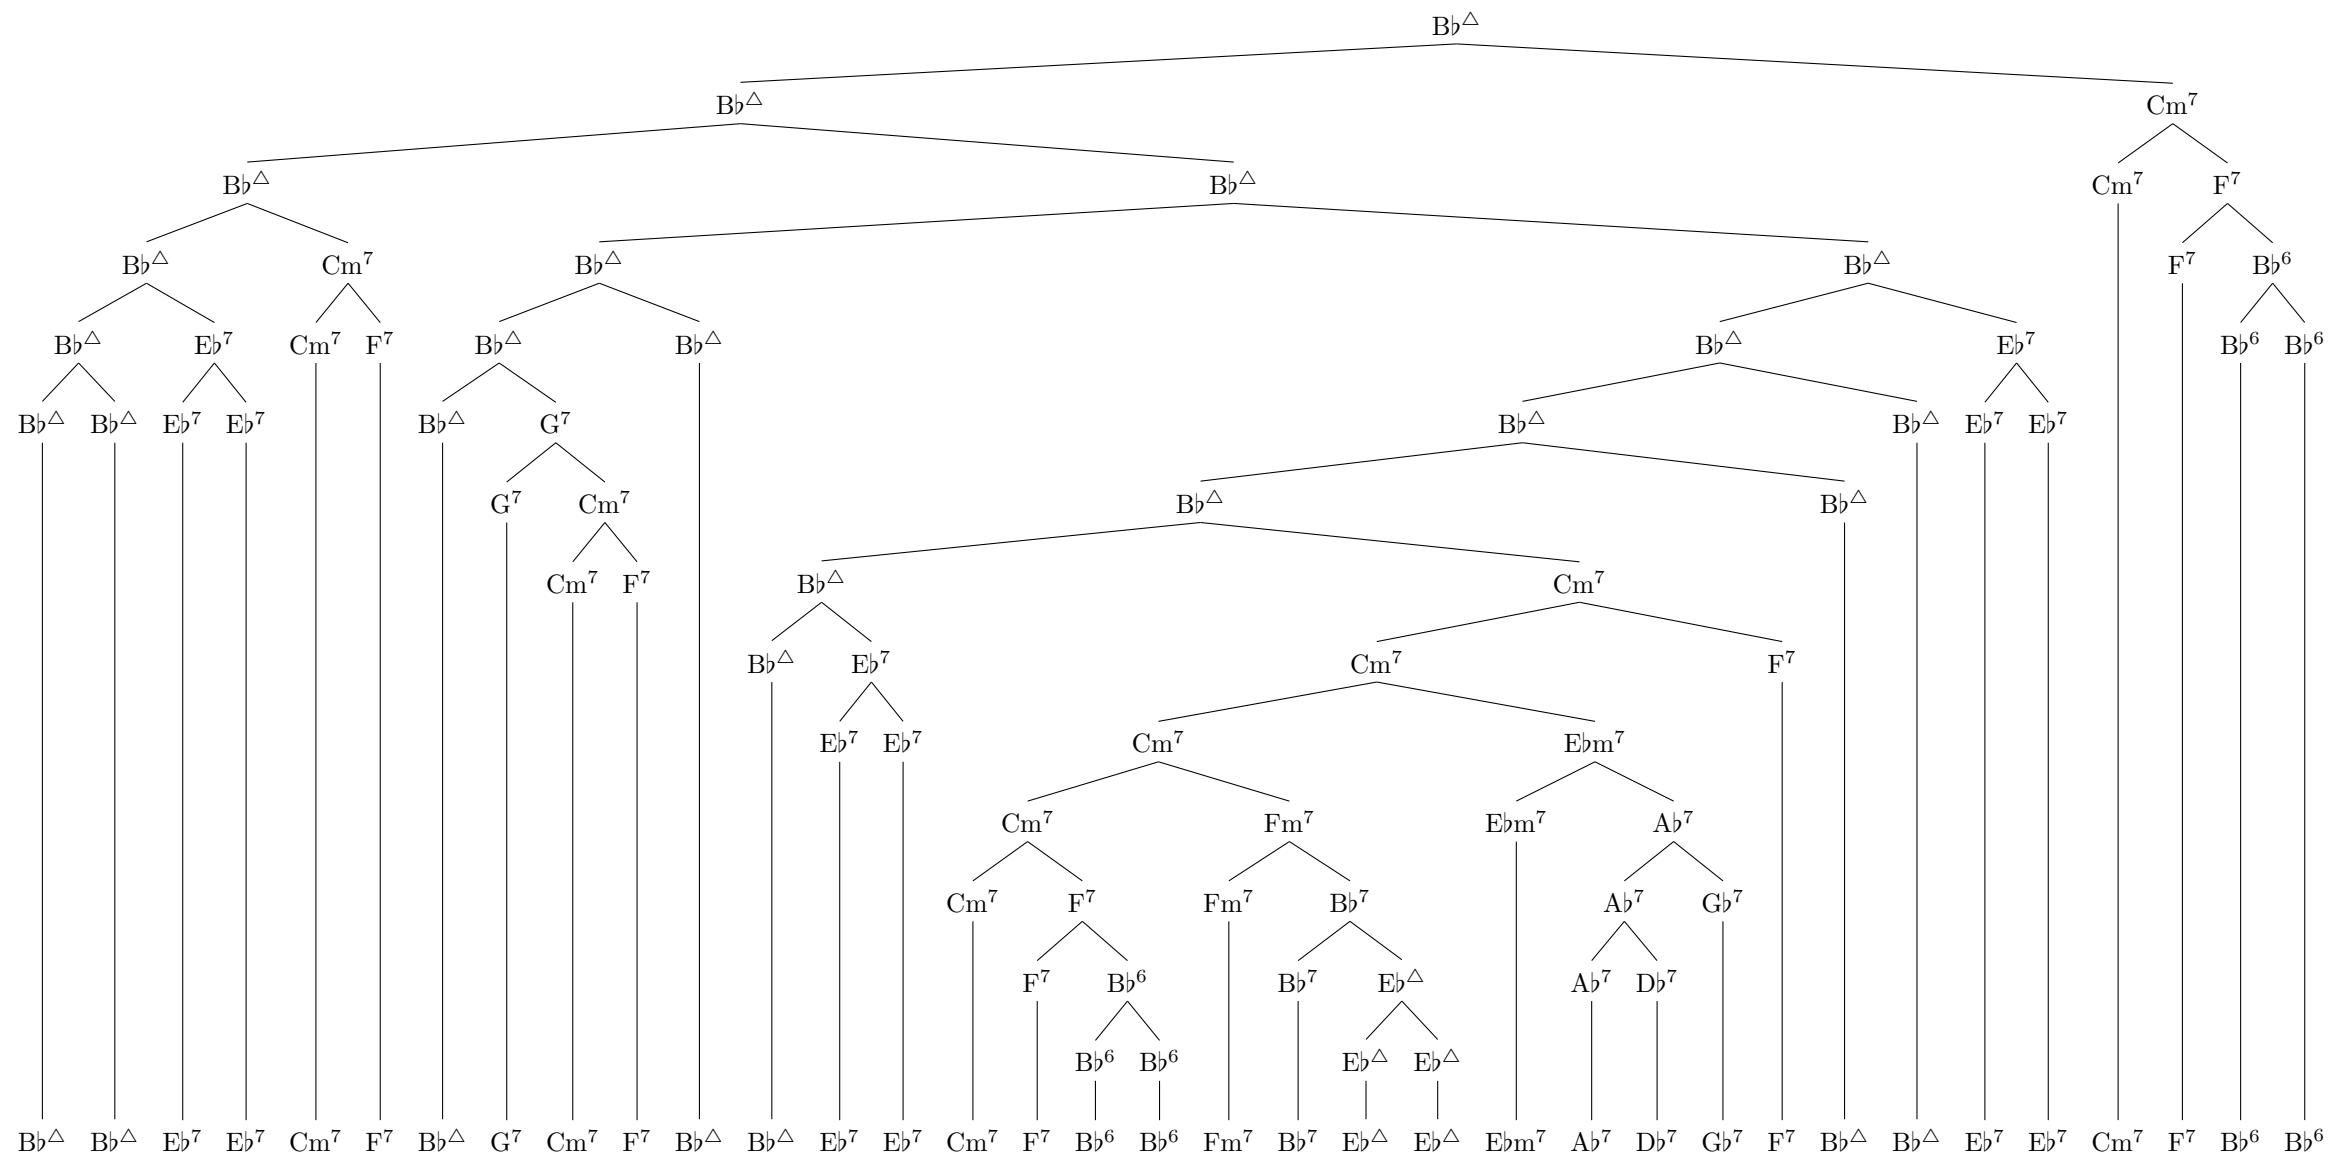 B♭△
B♭△ Cm⁷
B♭△ B♭△ Cm⁷ F⁷
B♭△ Cm⁷ B♭△ B♭△ F⁷ B♭⁶
B♭△ E♭⁷ Cm⁷ F⁷ B♭△ B♭△ B♭△ E♭⁷ B♭⁶ B♭⁶
B♭△ B♭△ E♭⁷ E♭⁷ B♭△ G⁷ B♭△ B♭△ E♭⁷ E♭⁷
G⁷ Cm⁷ B♭△ B♭△
Cm⁷ F⁷ B♭△ Cm⁷
B♭△ E♭⁷ Cm⁷ F⁷
E♭⁷ E♭⁷ Cm⁷ E♭m⁷
Cm⁷ Fm⁷ E♭m⁷ A♭⁷
Cm⁷ F⁷ Fm⁷ B♭⁷ A♭⁷ G♭⁷
F⁷ B♭⁶ B♭⁷ E♭△ A♭⁷ D♭⁷
B♭⁶ B♭⁶ E♭△ E♭△
B♭△ B♭△ E♭⁷ E♭⁷ Cm⁷ F⁷ B♭△ G⁷ Cm⁷ F⁷ B♭△ B♭△ E♭⁷ E♭⁷ Cm⁷ F⁷ B♭⁶ B♭⁶ Fm⁷ B♭⁷ E♭△ E♭△ E♭m⁷ A♭⁷ D♭⁷ G♭⁷ F⁷ B♭△ B♭△ E♭⁷ E♭⁷ Cm⁷ F⁷ B♭⁶ B♭⁶